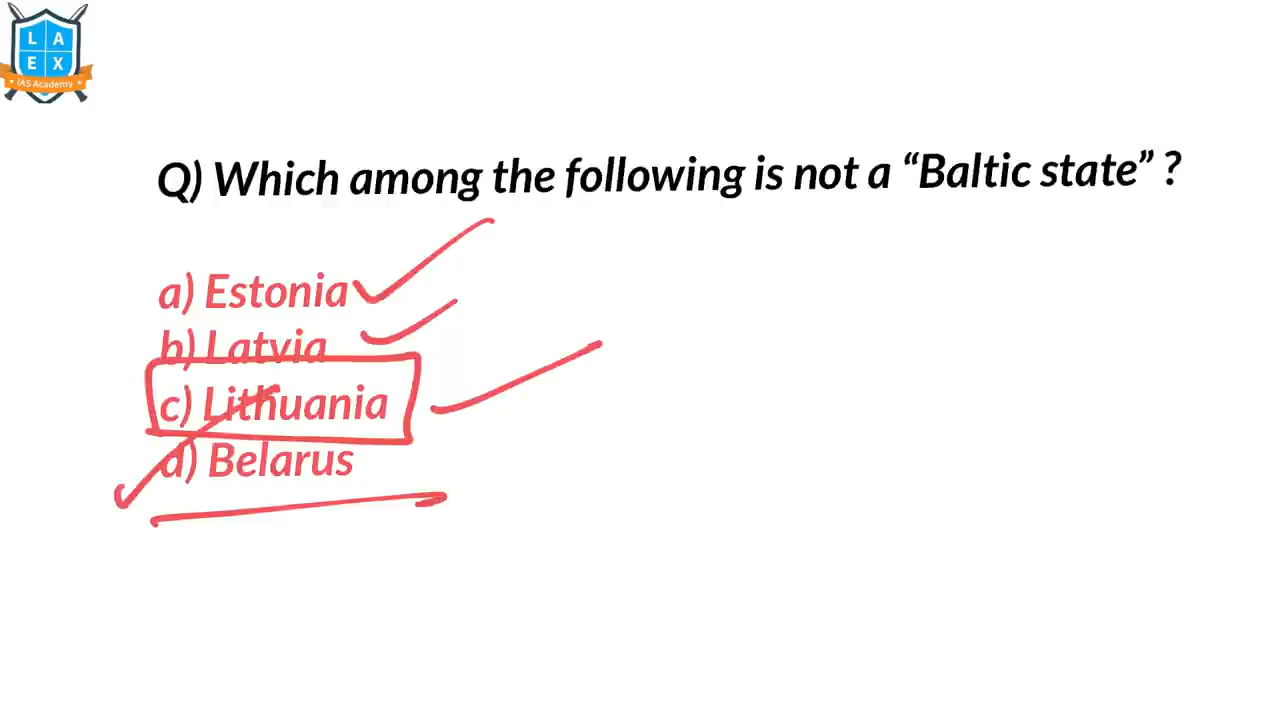 L A
E X
IAS Academy
Q) Which among the following is not a “Baltic state” ?
a) Estonia
b) Latvia
c) Lithuania
d) Belarus